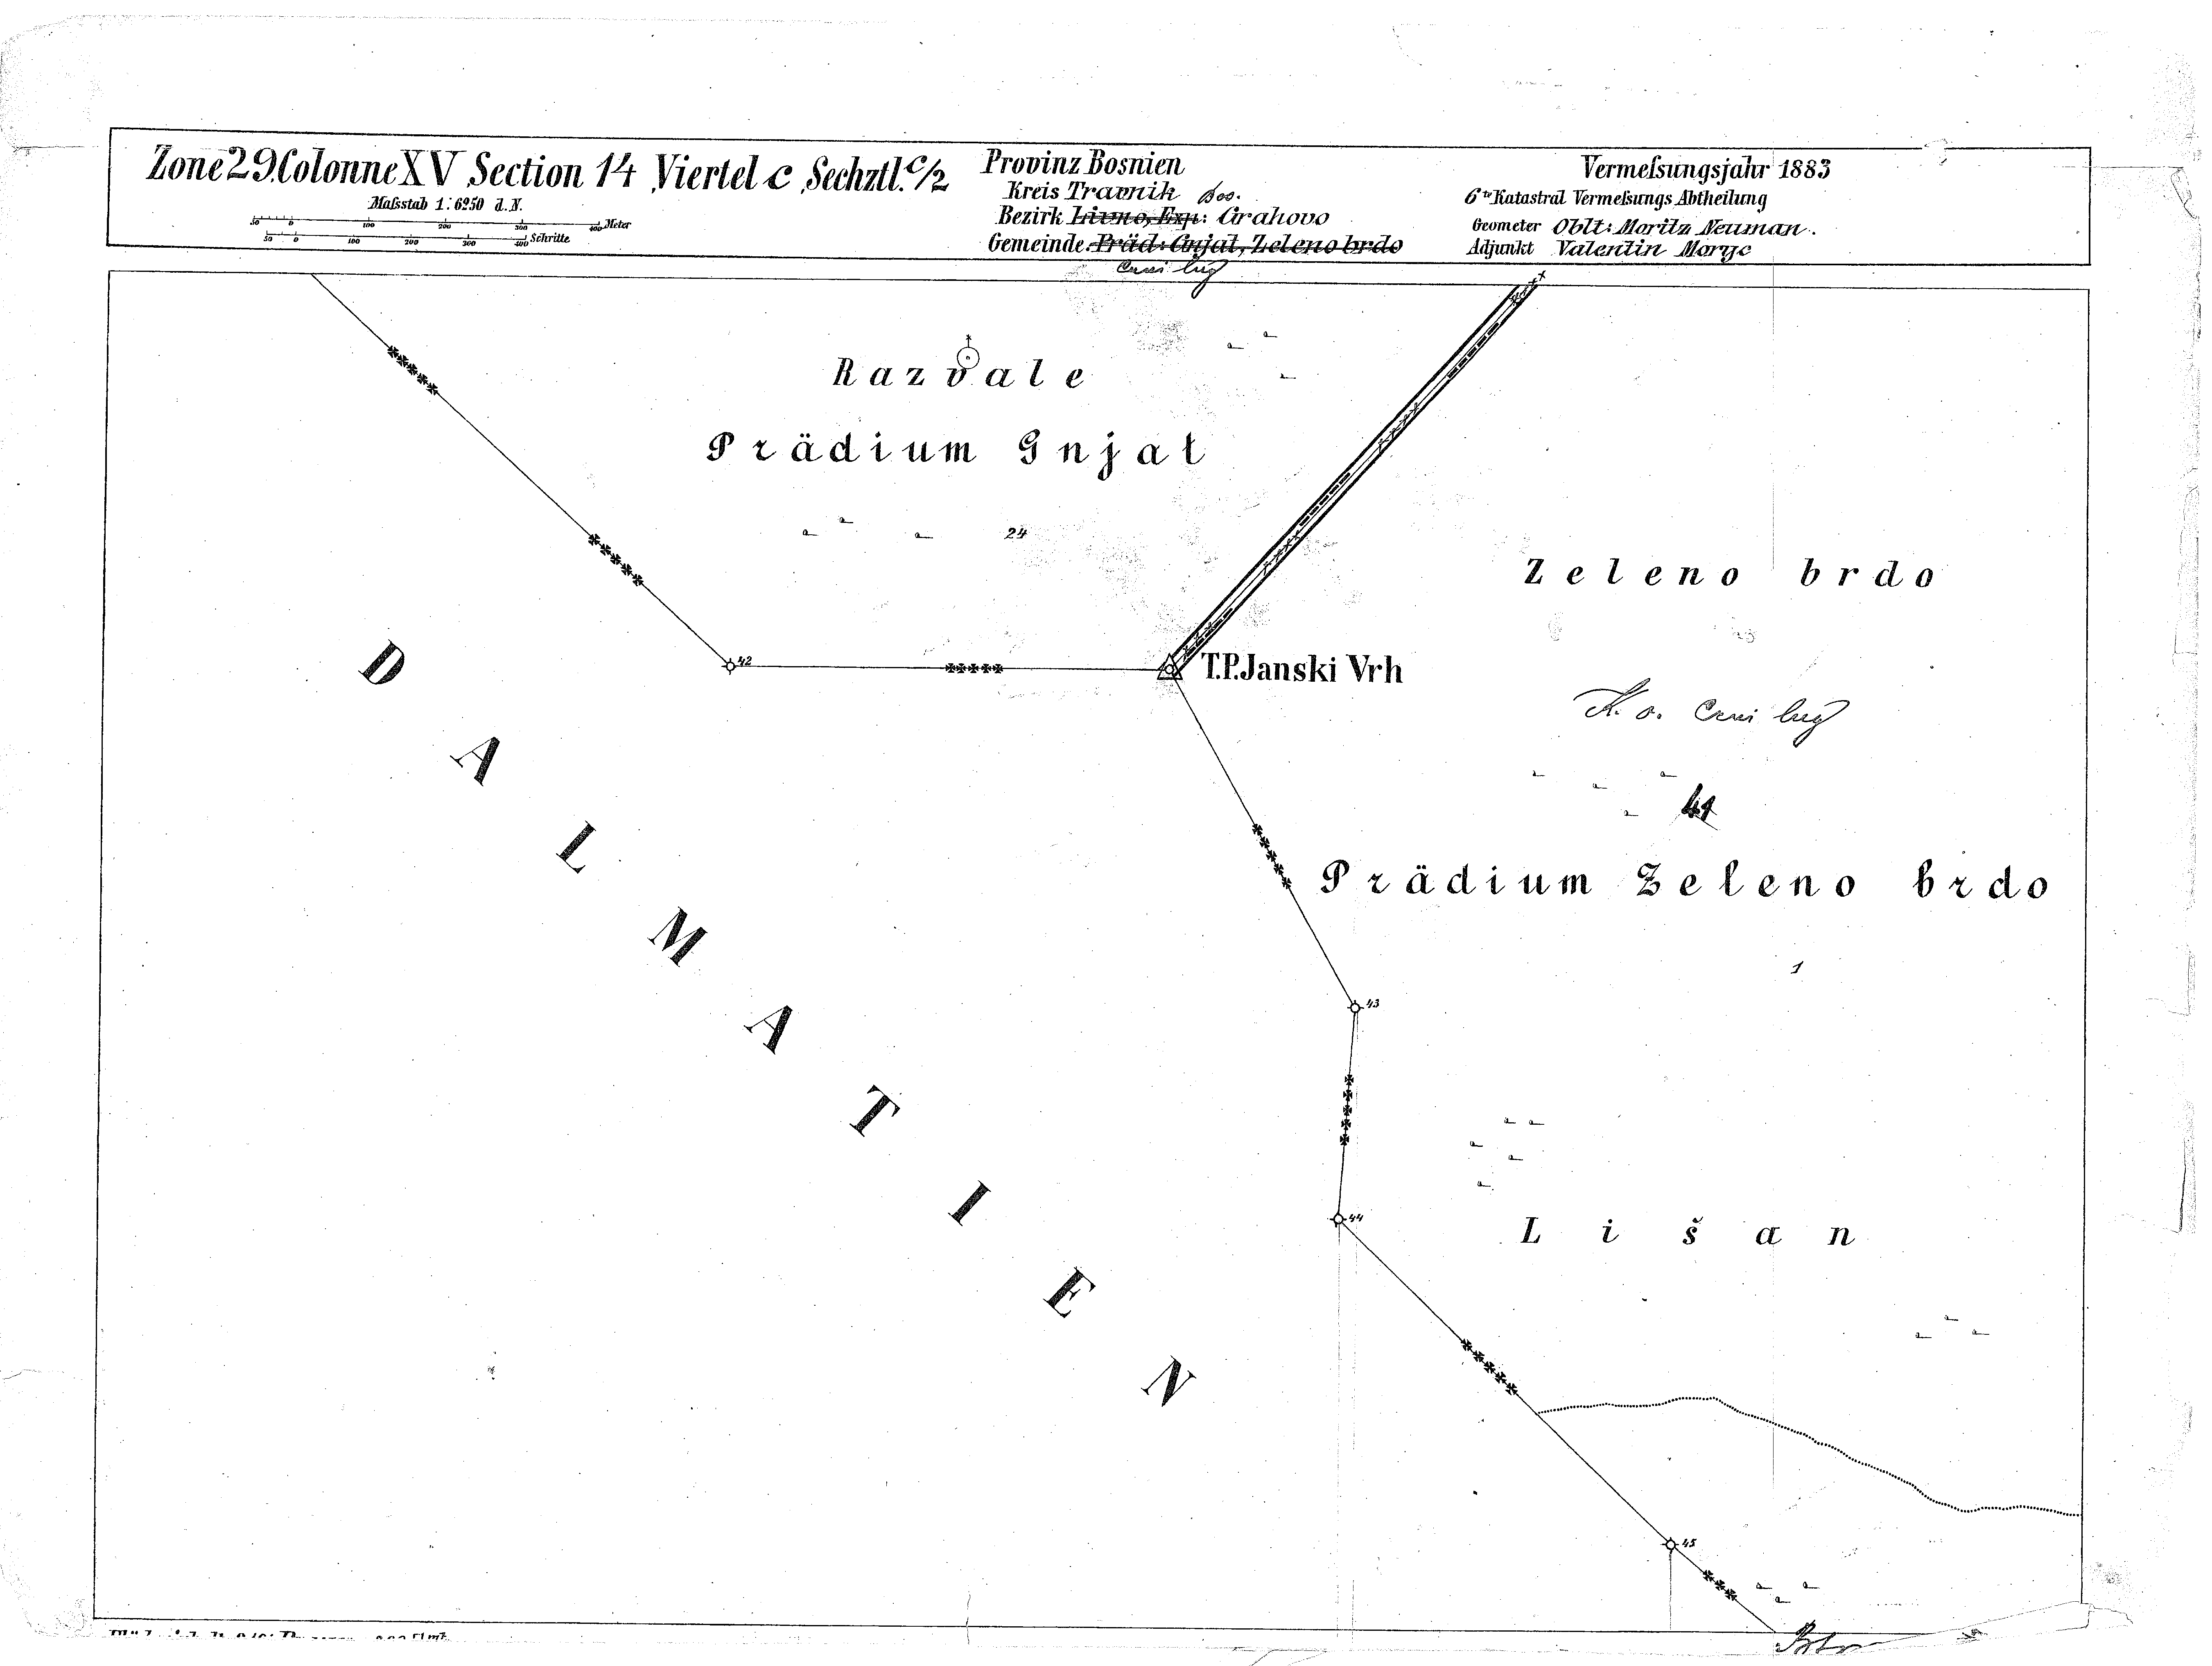 Zone 29. Colonne XV Section 14 Viertel c Sechztl. c/2
Maßstab 1:6250 d. N.
50 0 100 200 300 400 Meter
50 0 100 200 300 400 Schritte
Provinz Bosnien
Kreis Travnik Bos.
Bezirk Livno, Exp: Grahovo
Gemeinde: Präd: Gnjat, Zeleno brdo
Crni lug
Vermeßungsjahr 1883
6te Katastral Vermeßungs Abtheilung
Geometer Oblt: Moritz Neuman.
Adjunkt Valentin Moryc
Razvale
Prädium Gnjat
24
Zeleno brdo
42
T.P. Janski Vrh
K. o. Crni lug
DALMATIEN
Prädium Zeleno brdo
1
43
44
Lišan
45